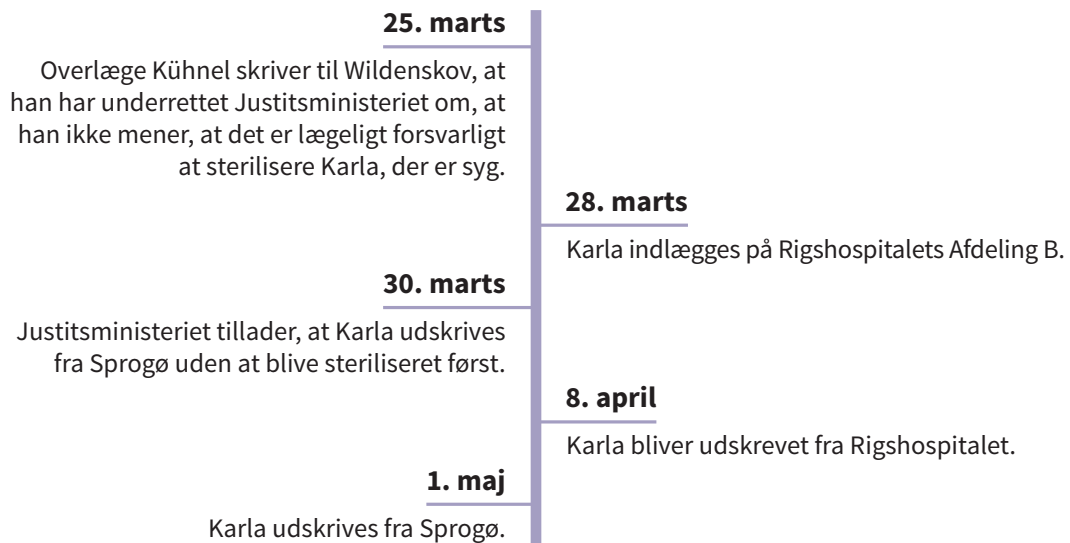 25. marts
Overlæge Kühnel skriver til Wildenskov, at
han har underrettet Justitsministeriet om, at
han ikke mener, at det er lægeligt forsvarligt
at sterilisere Karla, der er syg.
28. marts
Karla indlægges på Rigshospitalets Afdeling B.
30. marts
Justitsministeriet tillader, at Karla udskrives
fra Sprogø uden at blive steriliseret først.
8. april
Karla bliver udskrevet fra Rigshospitalet.
1. maj
Karla udskrives fra Sprogø.